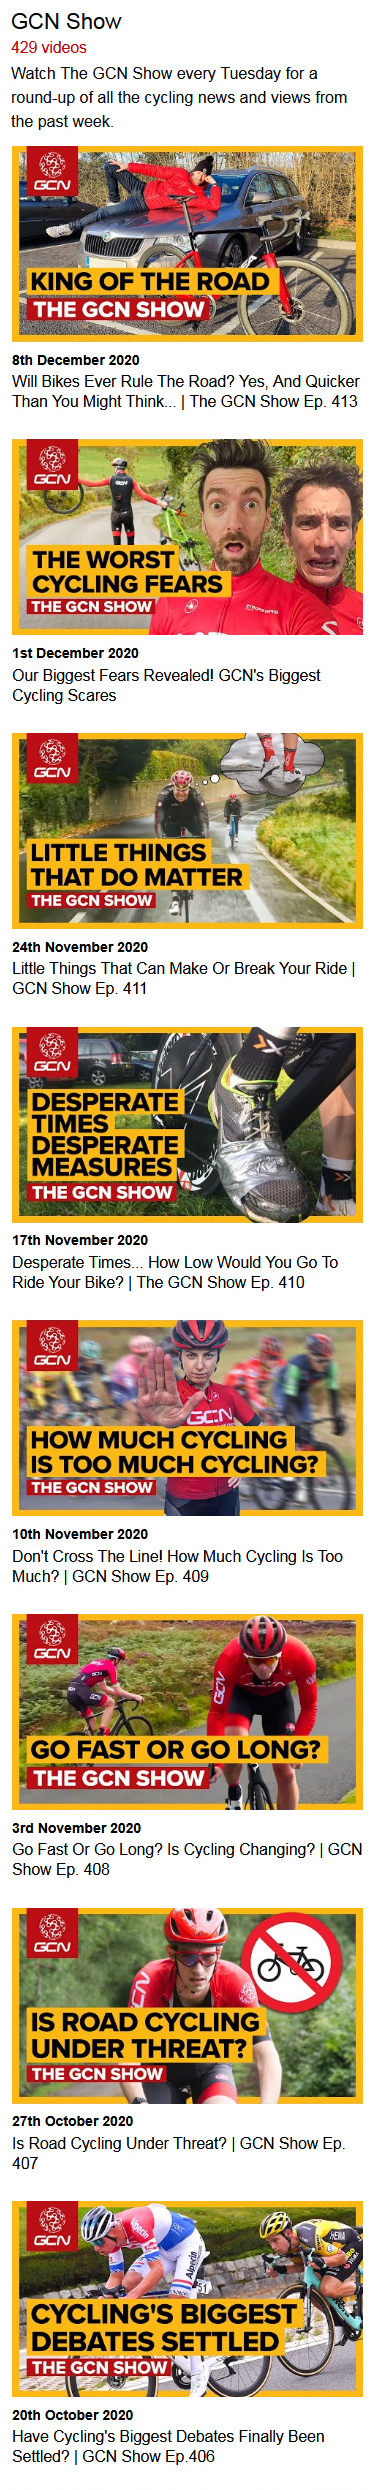 GCN Show
429 videos
Watch The GCN Show every Tuesday for a
round-up of all the cycling news and views from
the past week.
GCN
KING OF THE ROAD
THE GCN SHOW
8th December 2020
Will Bikes Ever Rule The Road? Yes, And Quicker
Than You Might Think... | The GCN Show Ep. 413
GCN
THE WORST
CYCLING FEARS
THE GCN SHOW
1st December 2020
Our Biggest Fears Revealed! GCN's Biggest
Cycling Scares
GCN
LITTLE THINGS
THAT DO MATTER
THE GCN SHOW
24th November 2020
Little Things That Can Make Or Break Your Ride |
GCN Show Ep. 411
GCN
DESPERATE
TIMES
DESPERATE
MEASURES
THE GCN SHOW
17th November 2020
Desperate Times... How Low Would You Go To
Ride Your Bike? | The GCN Show Ep. 410
GCN
GCN
HOW MUCH CYCLING
IS TOO MUCH CYCLING?
THE GCN SHOW
10th November 2020
Don't Cross The Line! How Much Cycling Is Too
Much? | GCN Show Ep. 409
GCN
GCN
GO FAST OR GO LONG?
THE GCN SHOW
3rd November 2020
Go Fast Or Go Long? Is Cycling Changing? | GCN
Show Ep. 408
GCN
IS ROAD CYCLING
UNDER THREAT?
THE GCN SHOW
27th October 2020
Is Road Cycling Under Threat? | GCN Show Ep.
407
GCN
Alpecin
Alpecin
51
CYCLING'S BIGGEST
DEBATES SETTLED
THE GCN SHOW
20th October 2020
Have Cycling's Biggest Debates Finally Been
Settled? | GCN Show Ep.406